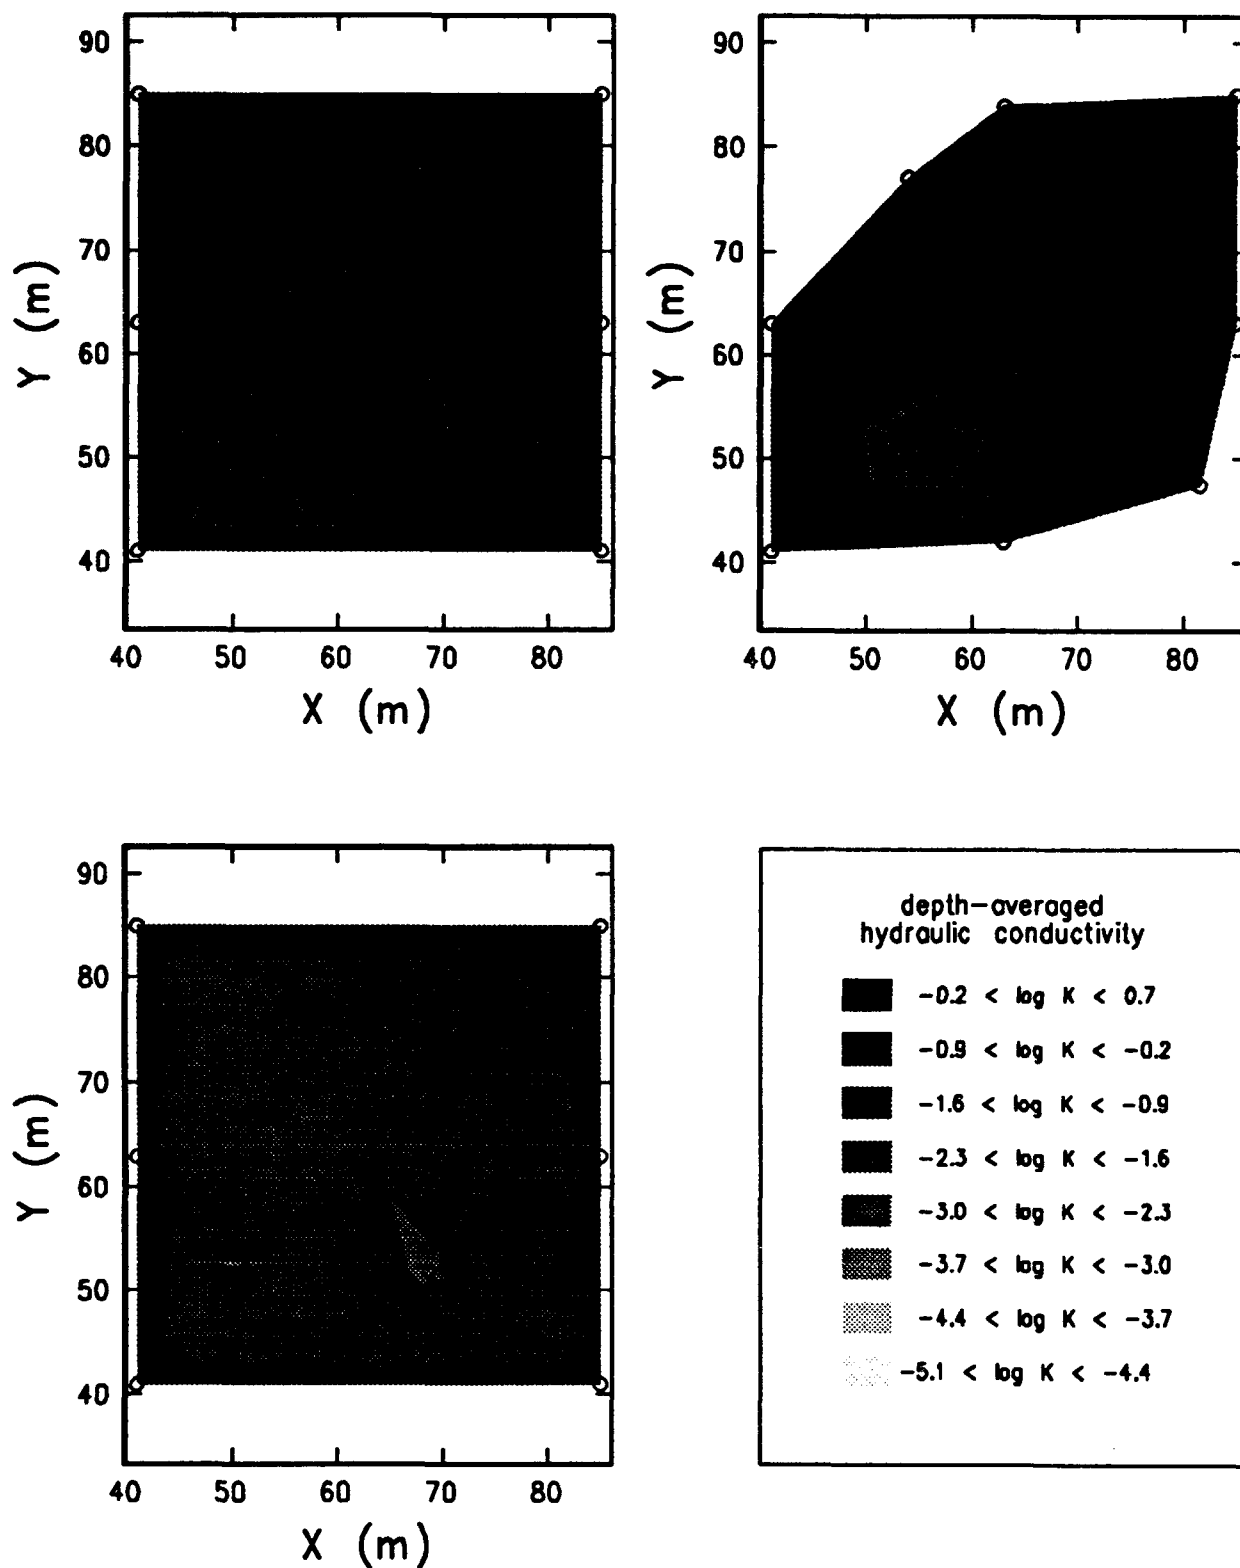 90
80
70
60
50
40
Y (m)
40 50 60 70 80
X (m)
90
80
70
60
50
40
Y (m)
40 50 60 70 80
X (m)
90
80
70
60
50
40
Y (m)
40 50 60 70 80
X (m)
depth-averaged
hydraulic conductivity
-0.2 < log K < 0.7
-0.9 < log K < -0.2
-1.6 < log K < -0.9
-2.3 < log K < -1.6
-3.0 < log K < -2.3
-3.7 < log K < -3.0
-4.4 < log K < -3.7
-5.1 < log K < -4.4